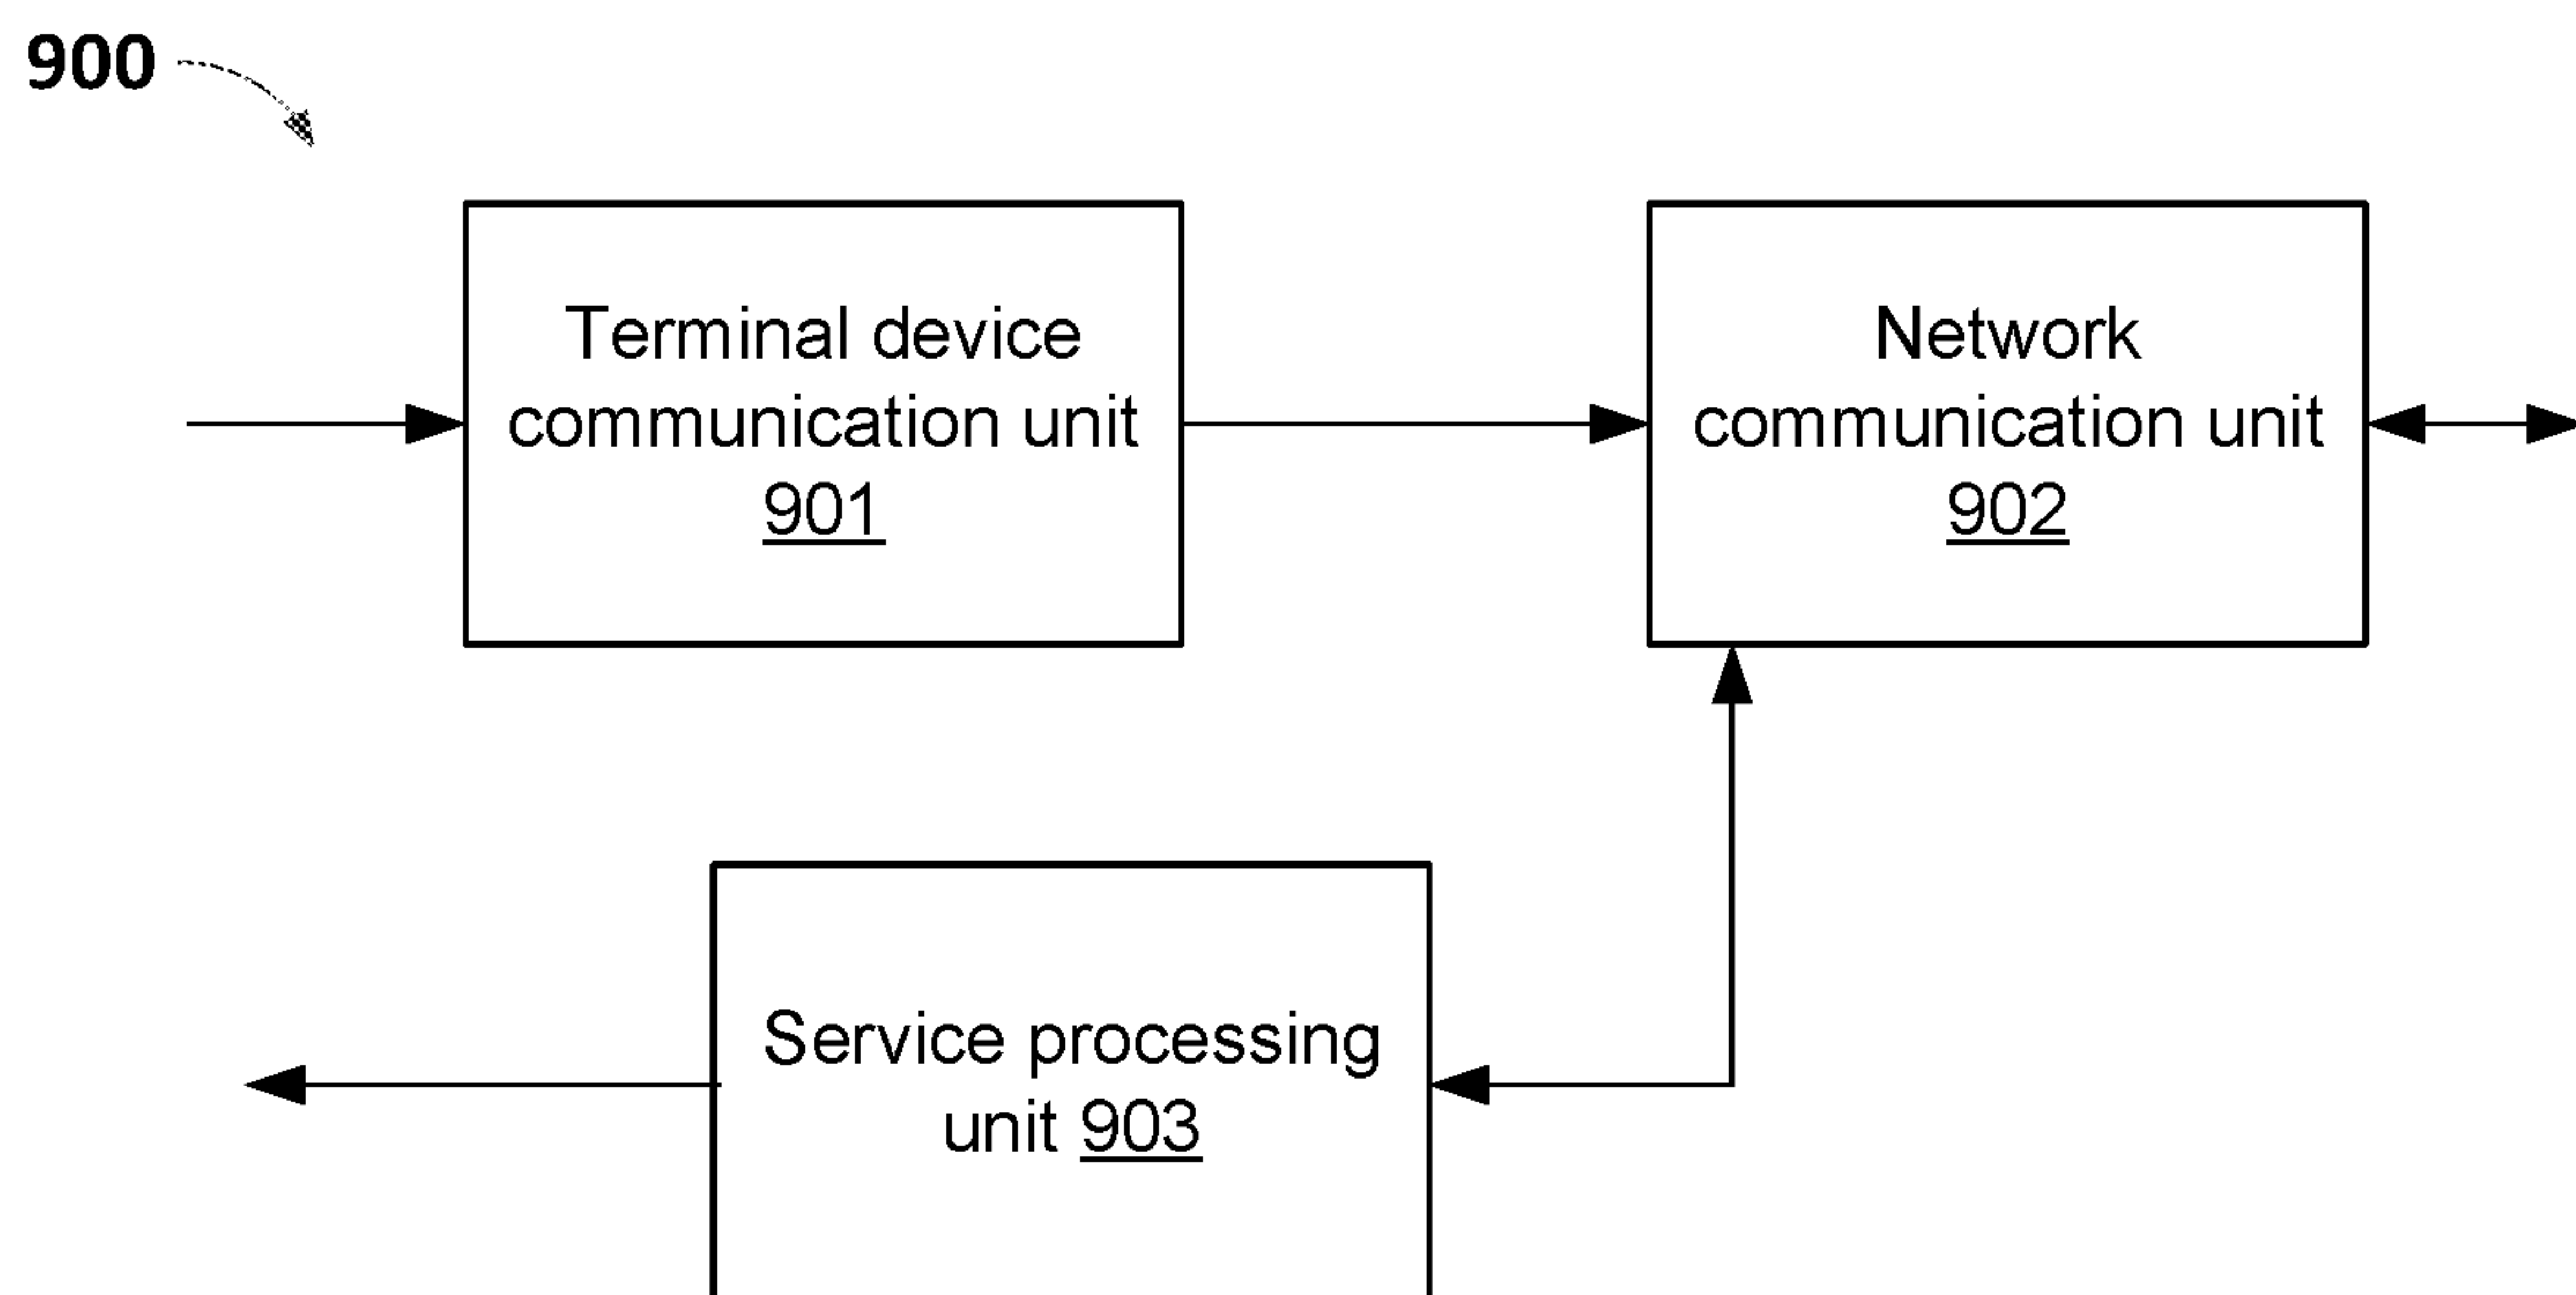 900
Terminal device
communication unit
901
Network
communication unit
902
Service processing
unit 903